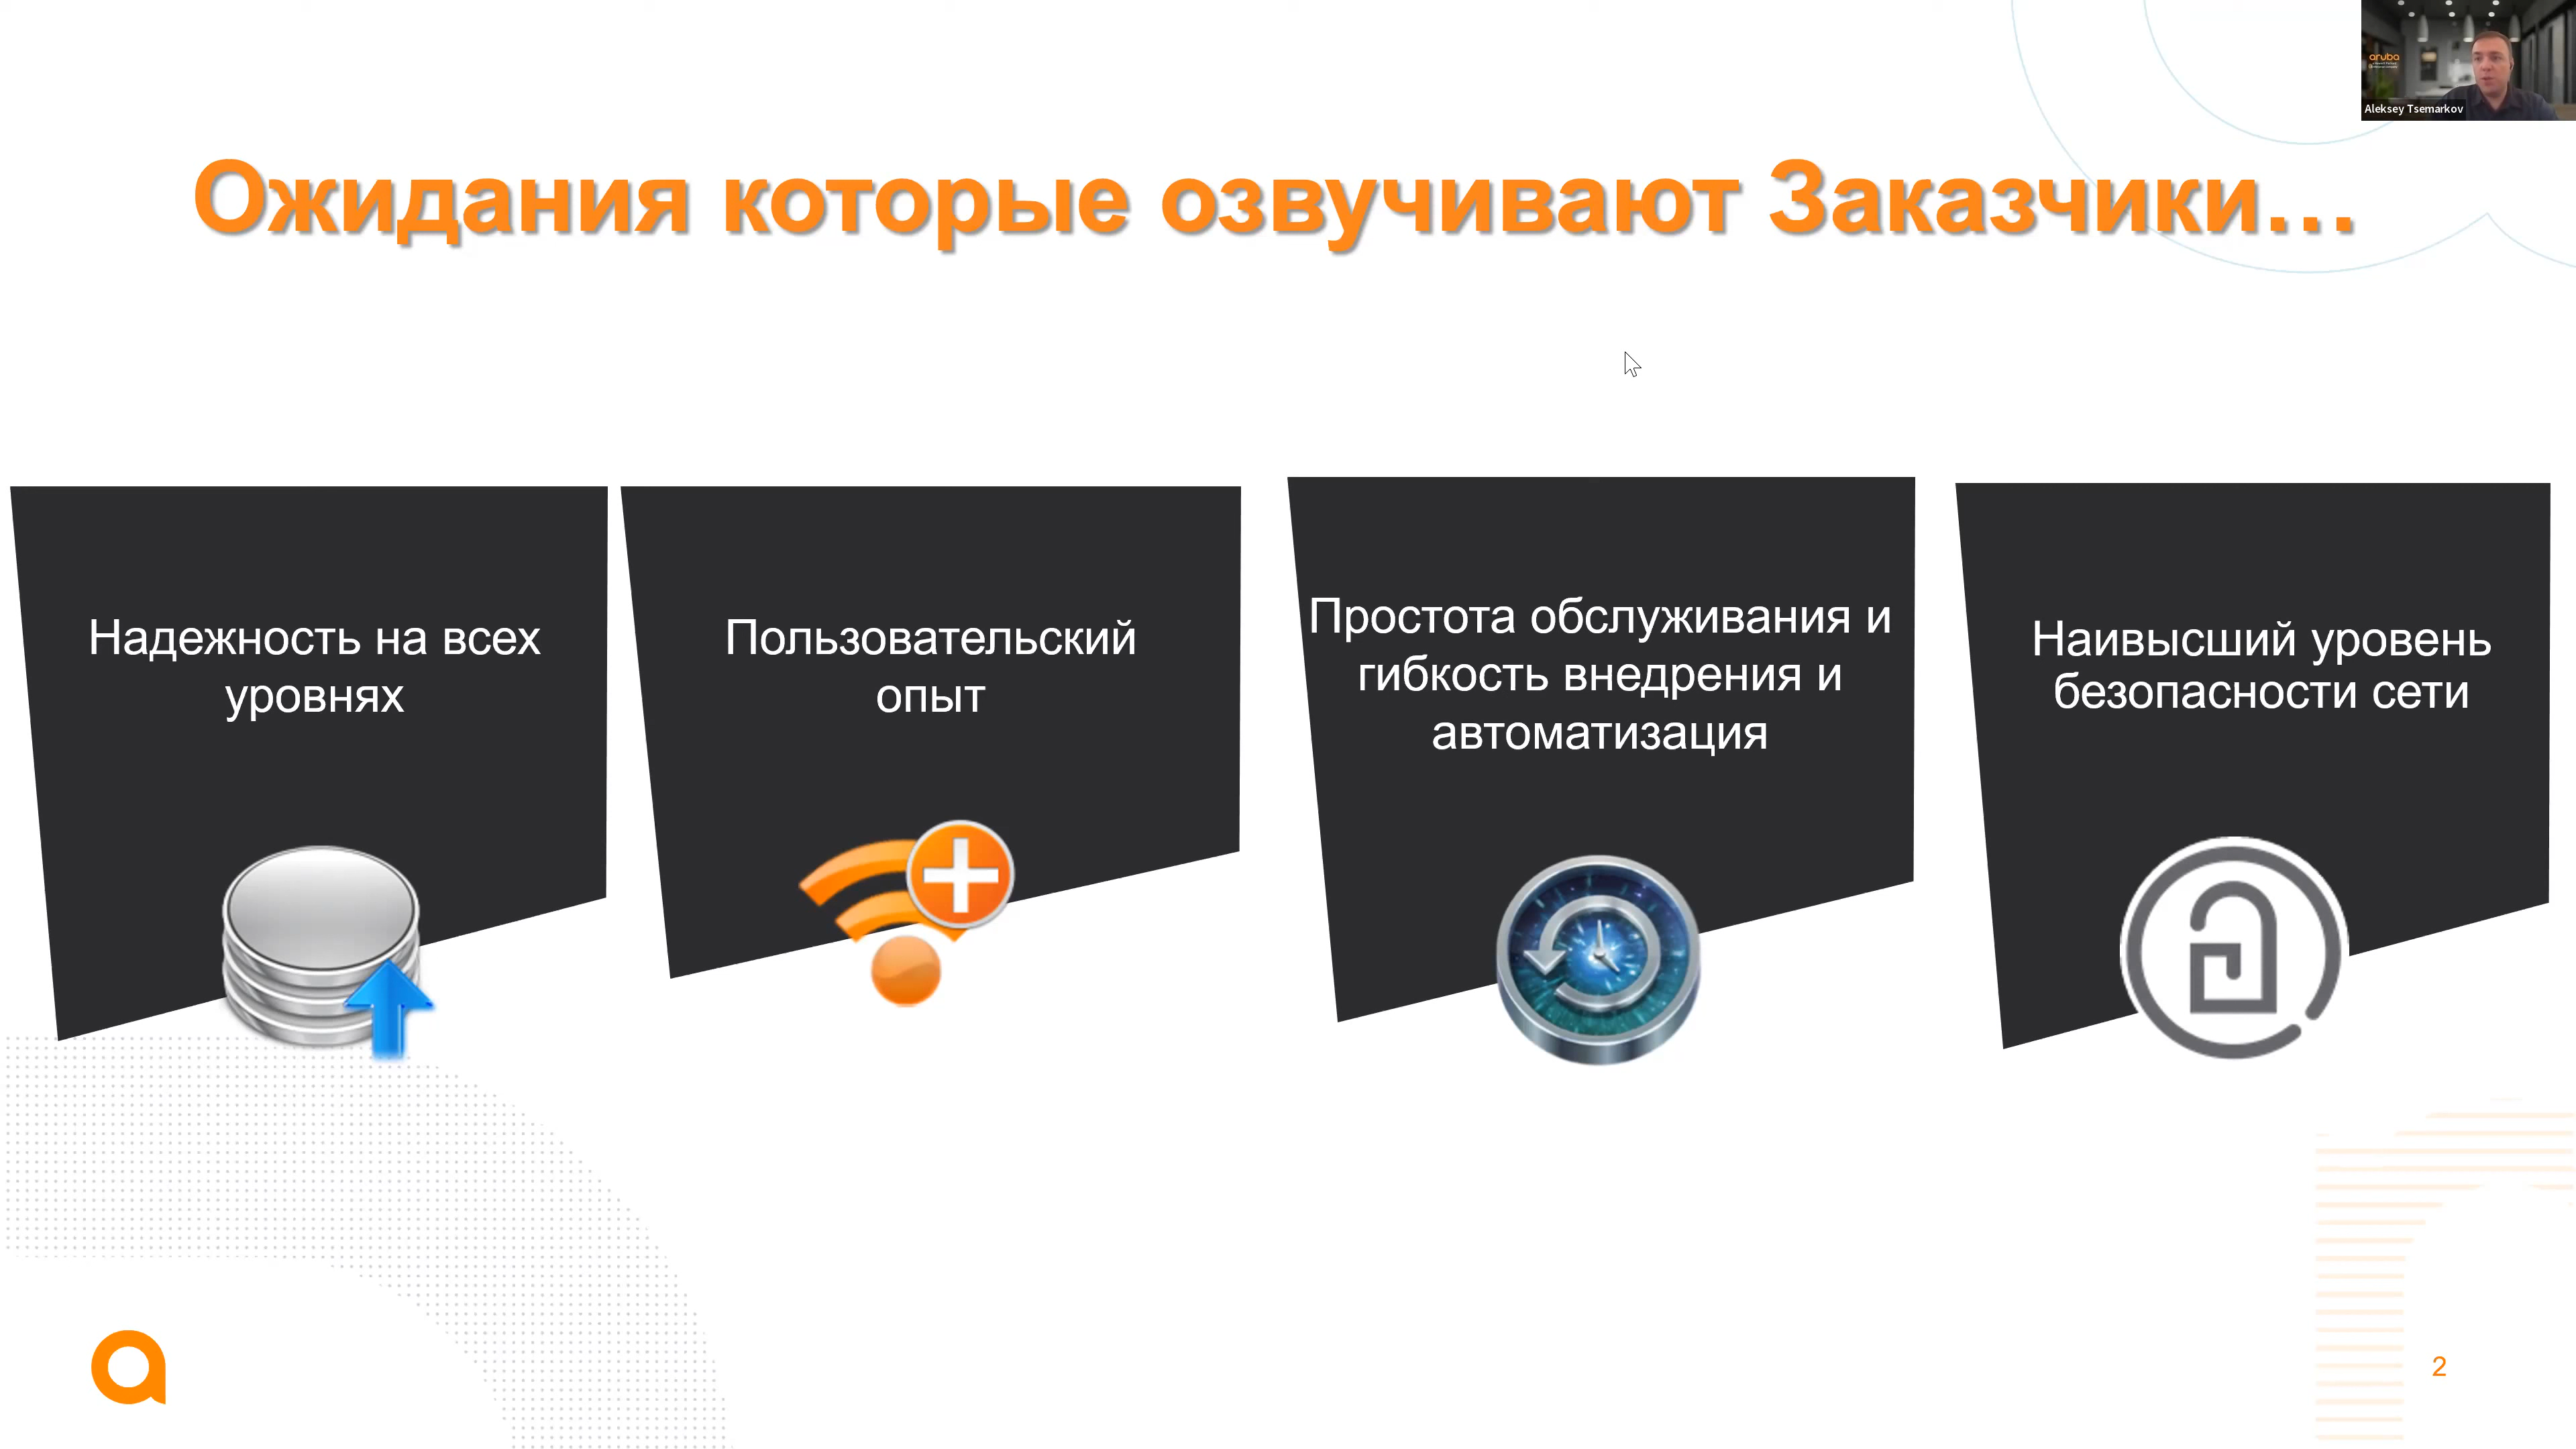 aruba
Aleksey Tsemarkov
Ожидания которые озвучивают Заказчики...
Надежность на всех
уровнях
Пользовательский
опыт
Простота обслуживания и
гибкость внедрения и
автоматизация
Наивысший уровень
безопасности сети
2